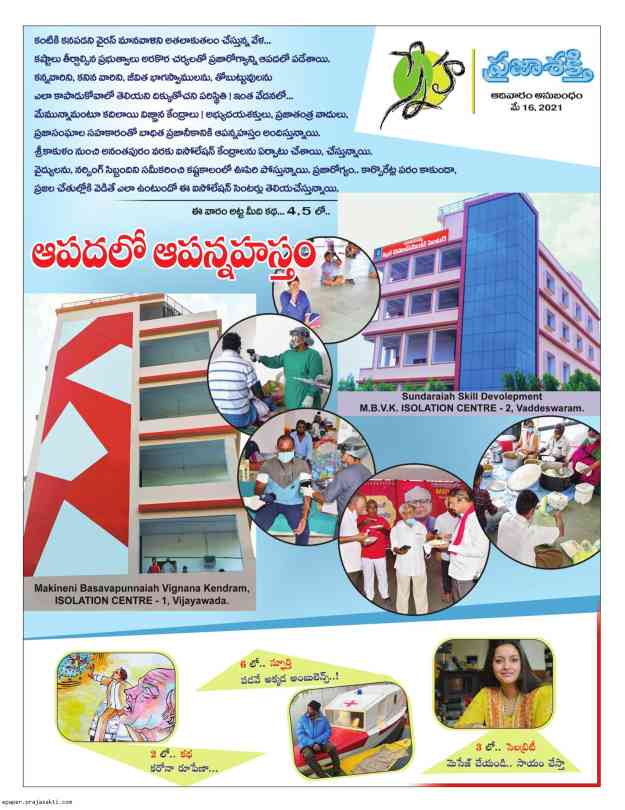 కంటికి కనపడని వైరస్ మానవాళిని అతలాకుతలం చేస్తున్న వేళ...
కష్టాలు తీర్చాల్సిన ప్రభుత్వాలు అరకొర చర్యలతో ప్రజారోగ్యాన్ని ఆపదలో పడేశాయి.
కన్నవారిని, కనిన వారిని, జీవిత భాగస్వాములను, తోబుట్టువులను
ఎలా కాపాడుకోవాలో తెలియని దిక్కుతోచని పరిస్థితి ! ఇంత వేదనలో...
మేమున్నామంటూ కదిలాయి విజ్ఞాన కేంద్రాలు ! అభ్యుదయశక్తులు, ప్రజాతంత్ర వాదులు,
ప్రజాసంఘాల సహకారంతో బాధిత ప్రజానీకానికి ఆపన్నహస్తం అందిస్తున్నాయి.
శ్రీకాకుళం నుంచి అనంతపురం వరకు ఐసోలేషన్ కేంద్రాలను ఏర్పాటు చేశాయి, చేస్తున్నాయి.
వైద్యులను, నర్సింగ్ సిబ్బందిని సమీకరించి కష్టకాలంలో ఊపిరి పోస్తున్నాయి. ప్రజారోగ్యం.. కార్పొరేట్ల పరం కాకుండా,
ప్రజల చేతుల్లోకి వెడితే ఎలా ఉంటుందో ఈ ఐసోలేషన్ సెంటర్లు తెలియచేస్తున్నాయి.
ఈ వారం అట్ట మీది కథ... 4,5 లో..
స్నేహ
ప్రజాశక్తి
ఆదివారం అనుబంధం
మే 16, 2021
ఆపదలో ఆపన్నహస్తం
Sundaraiah Skill Devolepment
M.B.V.K. ISOLATION CENTRE - 2, Vaddeswaram.
Makineni Basavapunnaiah Vignana Kendram,
ISOLATION CENTRE - 1, Vijayawada.
6 లో.. స్ఫూర్తి
పడవే అక్కడ అంబులెన్స్..!
2 లో.. కథ
కరోనా రూపేణా...
3 లో.. సెలబ్రిటీ
మెసేజ్ చేయండి.. సాయం చేస్తా
epaper.prajasakti.com